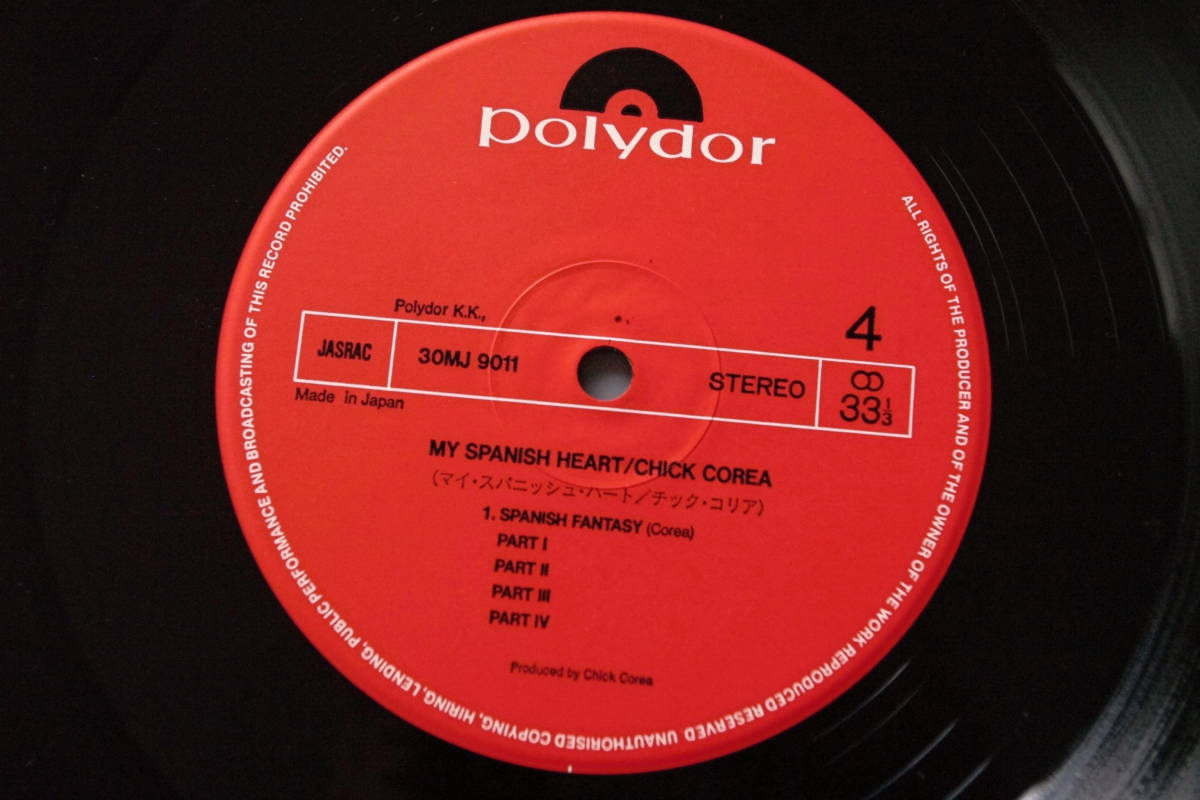 polydor
Polydor K.K.,
4
JASRAC
30MJ 9011
STEREO
33 1/3
Made in Japan
MY SPANISH HEART/CHICK COREA
(マイ・スパニッシュ・ハート/チック・コリア)
1. SPANISH FANTASY (Corea)
PART I
PART II
PART III
PART IV
Produced by Chick Corea
ALL RIGHTS OF THE PRODUCER AND OF THE OWNER OF THE WORK REPRODUCED RESERVED UNAUTHORISED COPYING, HIRING, LENDING, PUBLIC PERFORMANCE AND BROADCASTING OF THIS RECORD PROHIBITED.